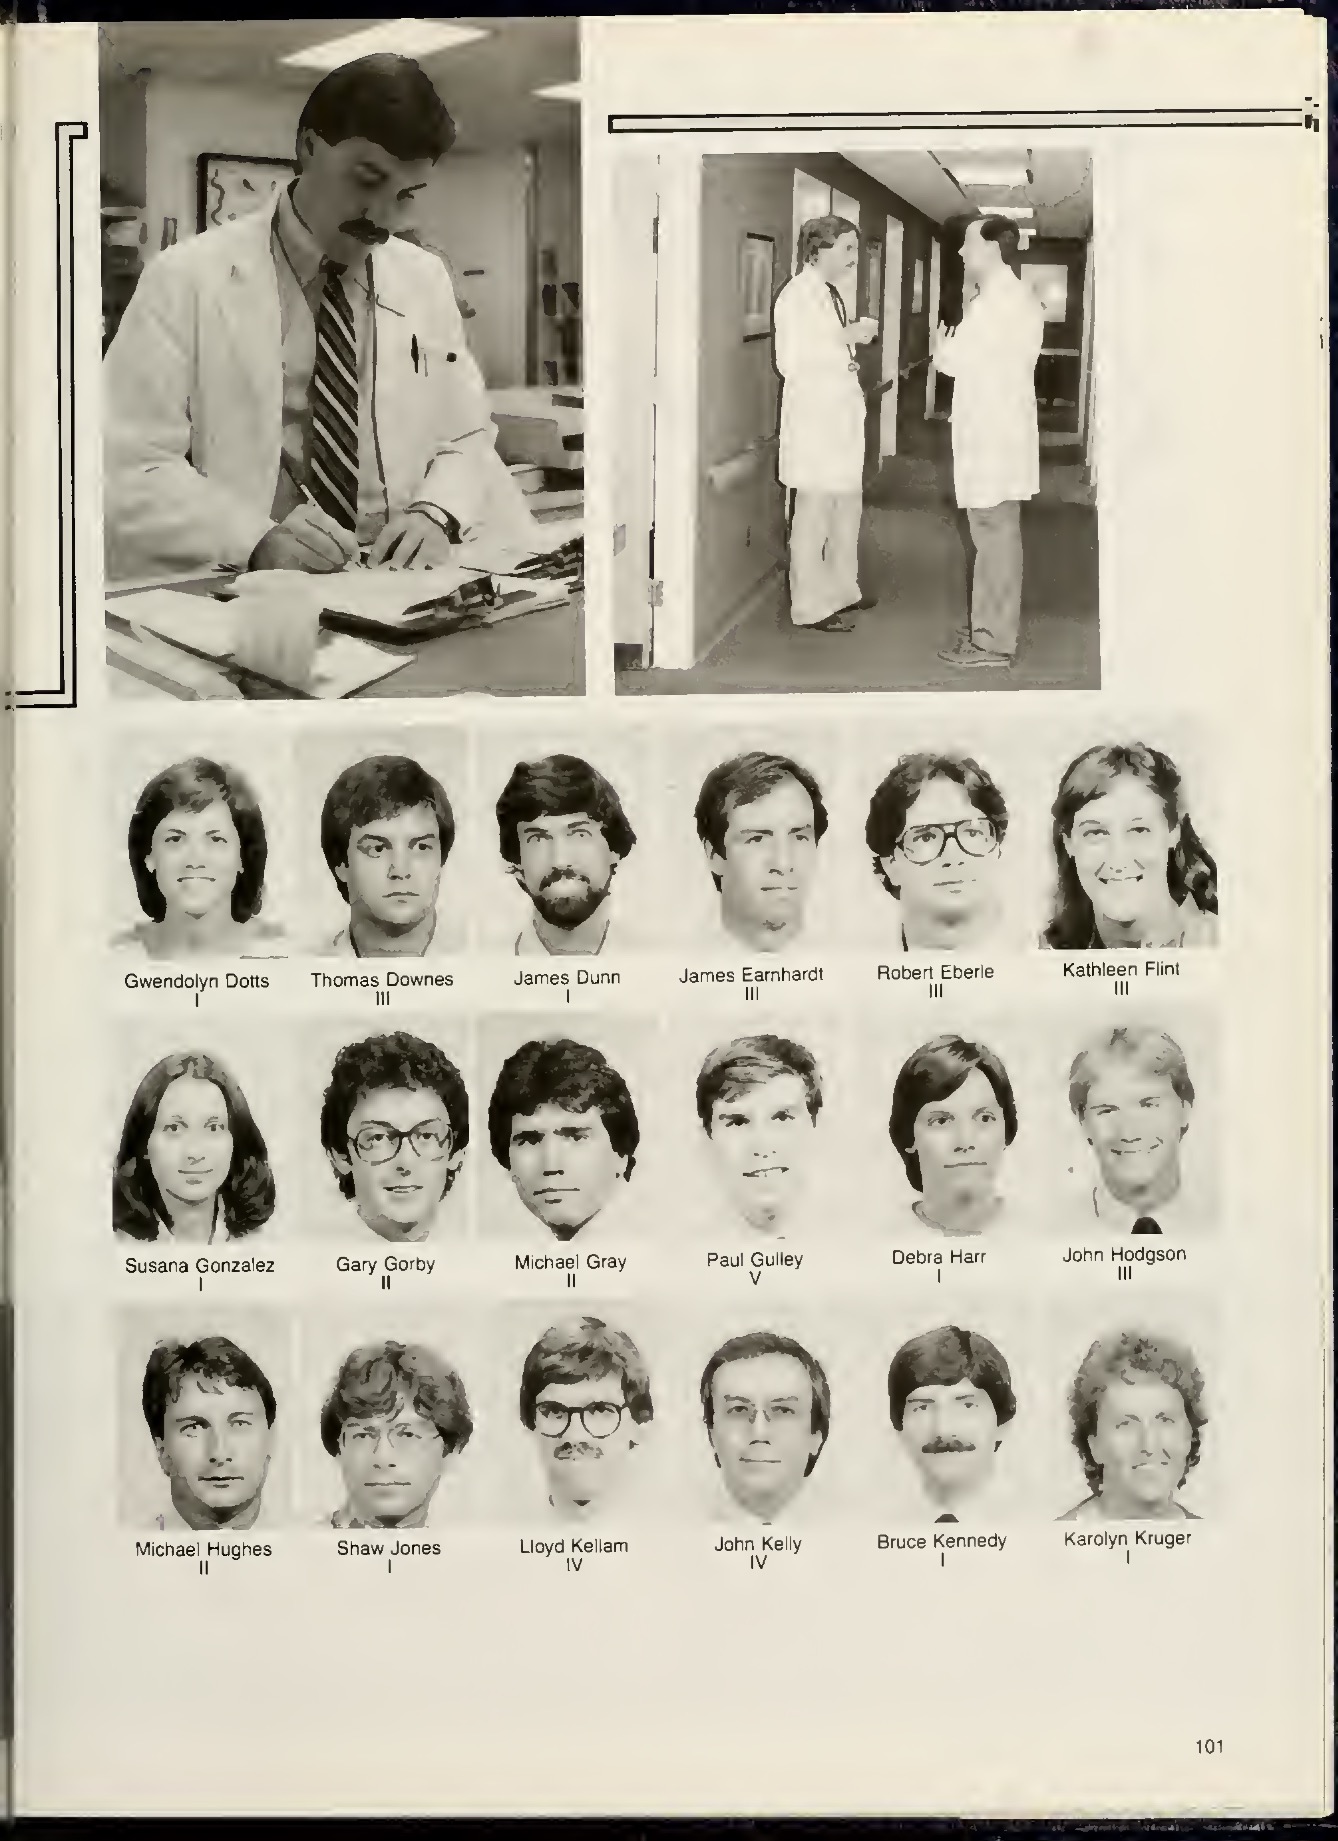 Gwendolyn Dotts
I
Thomas Downes
III
James Dunn
I
James Earnhardt
III
Robert Eberle
III
Kathleen Flint
III
Susana Gonzalez
I
Gary Gorby
II
Michael Gray
II
Paul Gulley
V
Debra Harr
I
John Hodgson
III
Michael Hughes
II
Shaw Jones
I
Lloyd Kellam
IV
John Kelly
IV
Bruce Kennedy
I
Karolyn Kruger
I
101